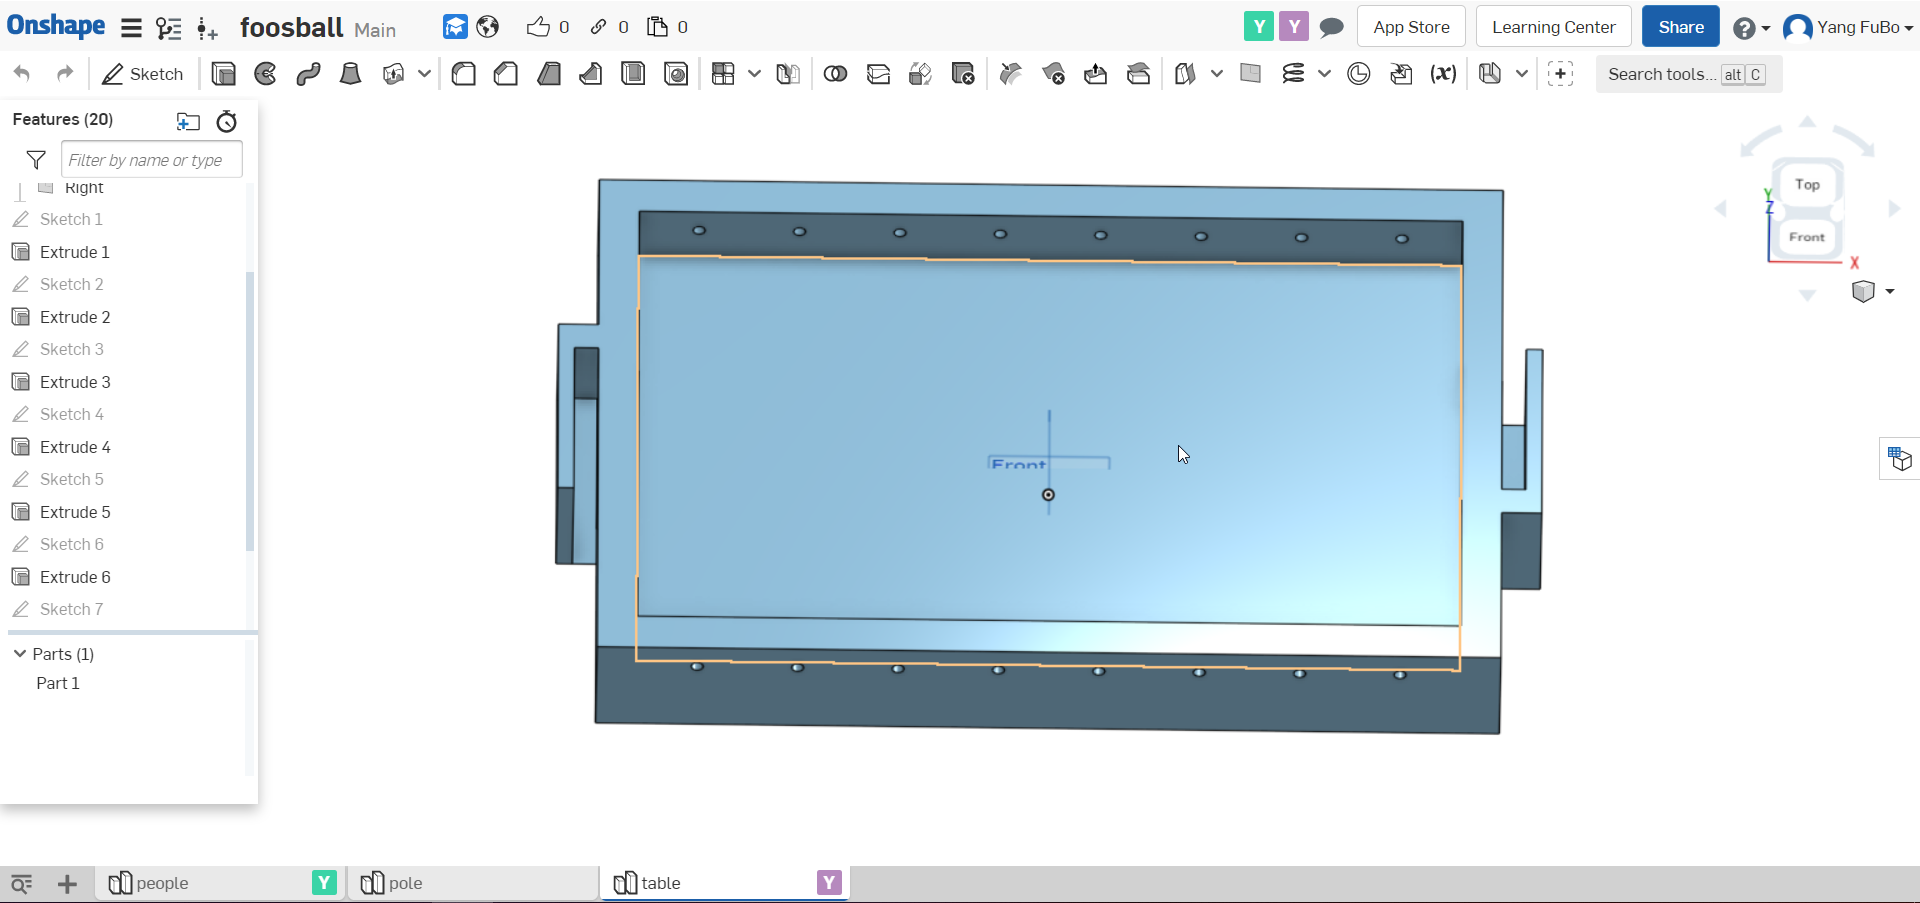 Onshape foosball Main 0 0 0 Y Y App Store Learning Center Share ? Yang FuBo
Sketch (x) Search tools... alt C
Features (20)
Filter by name or type
Right
Sketch 1
Extrude 1
Sketch 2
Extrude 2
Sketch 3
Extrude 3
Sketch 4
Extrude 4
Sketch 5
Extrude 5
Sketch 6
Extrude 6
Sketch 7
Parts (1)
Part 1
Front
Top
Y
Z
Front
X
people Y pole table Y